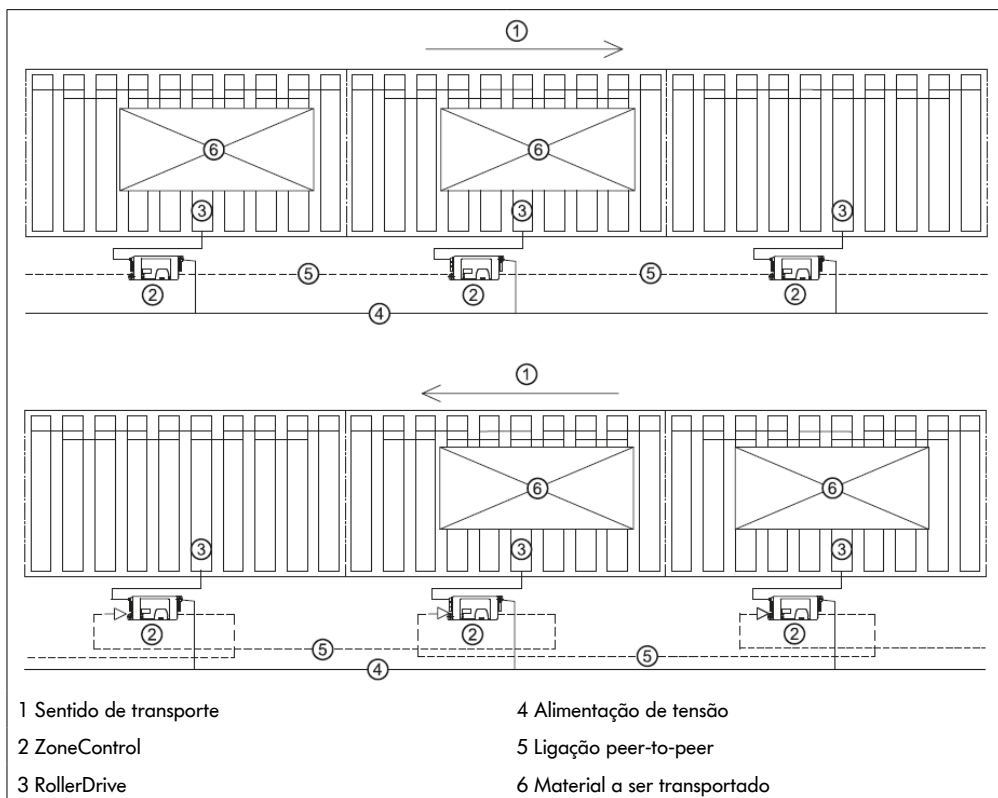 ①
⑥ ⑥
③ ③ ③
⑤ ⑤
② ② ②
④
①
⑥ ⑥
③ ③ ③
② ② ②
⑤ ⑤
④
1 Sentido de transporte
2 ZoneControl
3 RollerDrive
4 Alimentação de tensão
5 Ligação peer-to-peer
6 Material a ser transportado